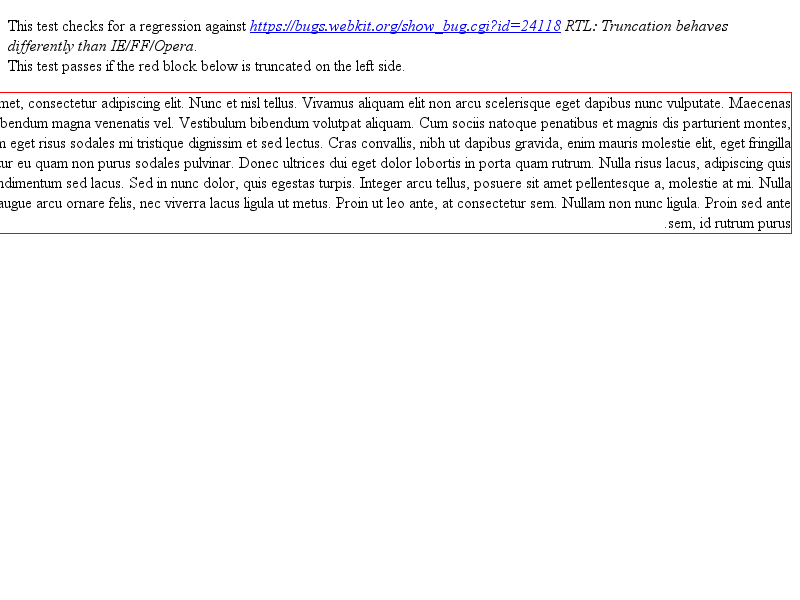 This test checks for a regression against https://bugs.webkit.org/show_bug.cgi?id=24118 RTL: Truncation behaves
differently than IE/FF/Opera.
This test passes if the red block below is truncated on the left side.
met, consectetur adipiscing elit. Nunc et nisl tellus. Vivamus aliquam elit non arcu scelerisque eget dapibus nunc vulputate. Maecenas
bendum magna venenatis vel. Vestibulum bibendum volutpat aliquam. Cum sociis natoque penatibus et magnis dis parturient montes,
eget risus sodales mi tristique dignissim et sed lectus. Cras convallis, nibh ut dapibus gravida, enim mauris molestie elit, eget fringilla
ur eu quam non purus sodales pulvinar. Donec ultrices dui eget dolor lobortis in porta quam rutrum. Nulla risus lacus, adipiscing quis
ndimentum sed lacus. Sed in nunc dolor, quis egestas turpis. Integer arcu tellus, posuere sit amet pellentesque a, molestie at mi. Nulla
augue arcu ornare felis, nec viverra lacus ligula ut metus. Proin ut leo ante, at consectetur sem. Nullam non nunc ligula. Proin sed ante
.sem, id rutrum purus